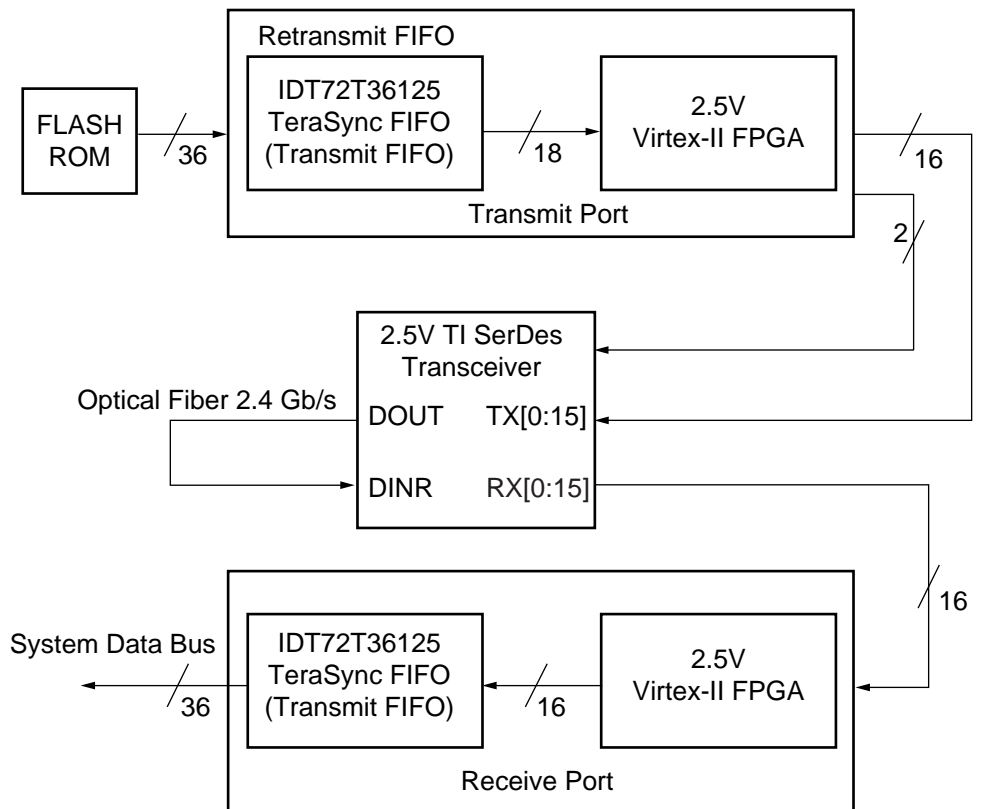 Retransmit FIFO
FLASH
ROM
36
IDT72T36125
TeraSync FIFO
(Transmit FIFO)
18
2.5V
Virtex-II FPGA
16
Transmit Port
2
2.5V TI SerDes
Transceiver
Optical Fiber 2.4 Gb/s
DOUT TX[0:15]
DINR RX[0:15]
16
System Data Bus
36
IDT72T36125
TeraSync FIFO
(Transmit FIFO)
16
2.5V
Virtex-II FPGA
Receive Port